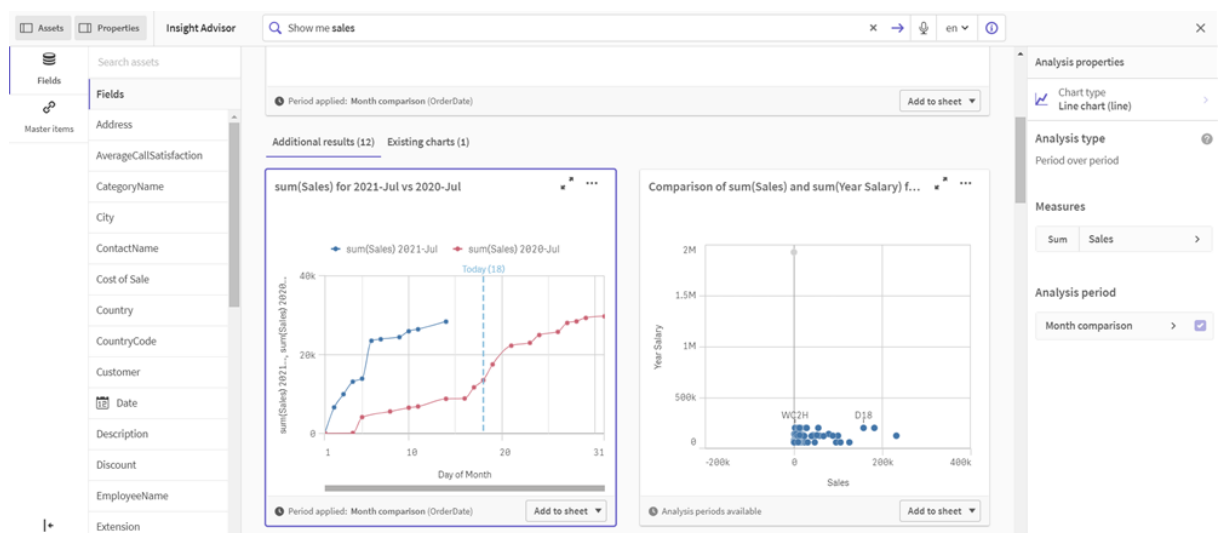 Assets
Properties
Insight Advisor
Show me sales
en
Fields
Master items
Search assets
Fields
Address
AverageCallSatisfaction
CategoryName
City
ContactName
Cost of Sale
Country
CountryCode
Customer
Date
Description
Discount
EmployeeName
Extension
Period applied: Month comparison (OrderDate)
Add to sheet
Additional results (12)
Existing charts (1)
sum(Sales) for 2021-Jul vs 2020-Jul
sum(Sales) 2021-Jul
sum(Sales) 2020-Jul
Today (18)
sum(Sales) 2021..., sum(Sales) 2020...
40k
20k
0
1
10
20
31
Day of Month
Period applied: Month comparison (OrderDate)
Add to sheet
Comparison of sum(Sales) and sum(Year Salary) f...
Year Salary
2M
1.5M
1M
500k
0
WC2H
D18
-200k
0
200k
400k
Sales
Analysis periods available
Add to sheet
Analysis properties
Chart type
Line chart (line)
Analysis type
Period over period
Measures
Sum
Sales
Analysis period
Month comparison